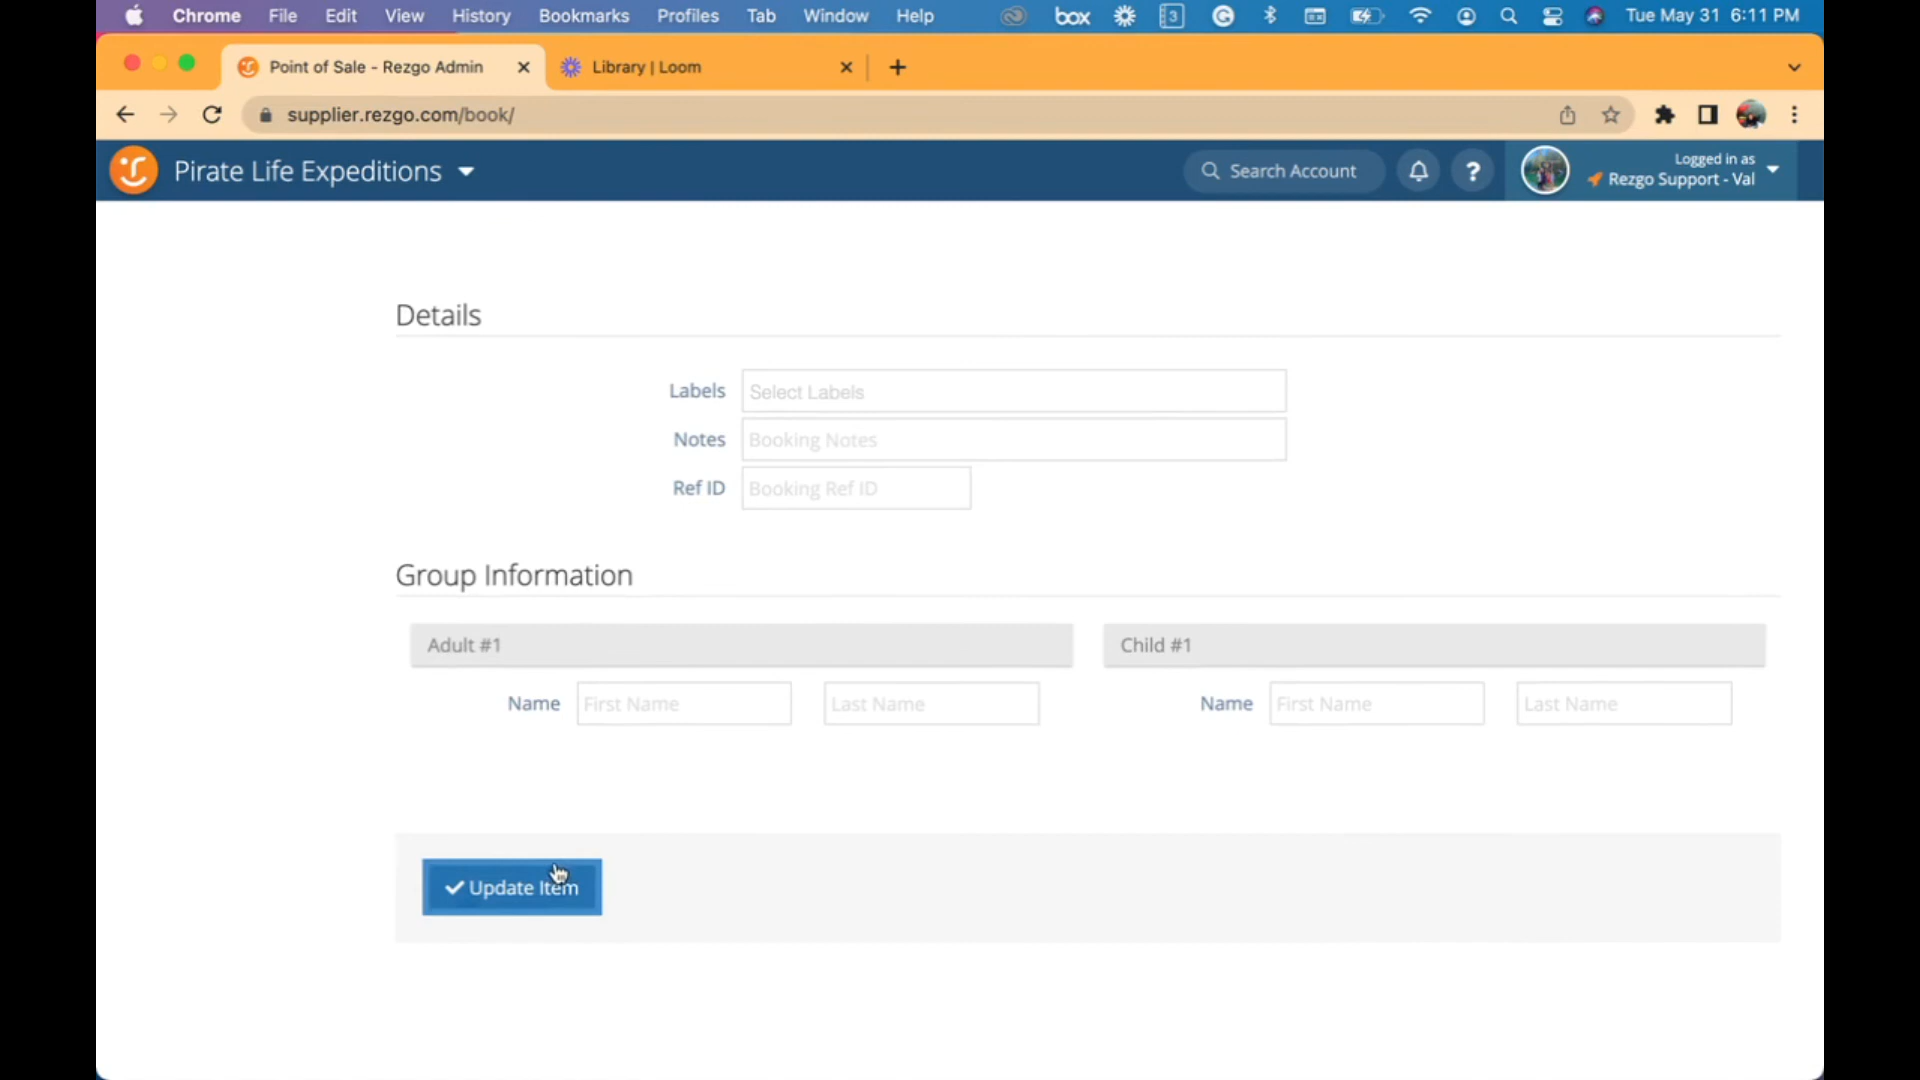 Chrome File Edit View History Bookmarks Profiles Tab Window Help box 3 Tue May 31 6:11 PM
Point of Sale - Rezgo Admin Library | Loom
supplier.rezgo.com/book/
Pirate Life Expeditions Search Account ? Logged in as
Rezgo Support - Val
Details
Labels Select Labels
Notes Booking Notes
Ref ID Booking Ref ID
Group Information
Adult #1 Child #1
Name First Name Last Name Name First Name Last Name
Update Item